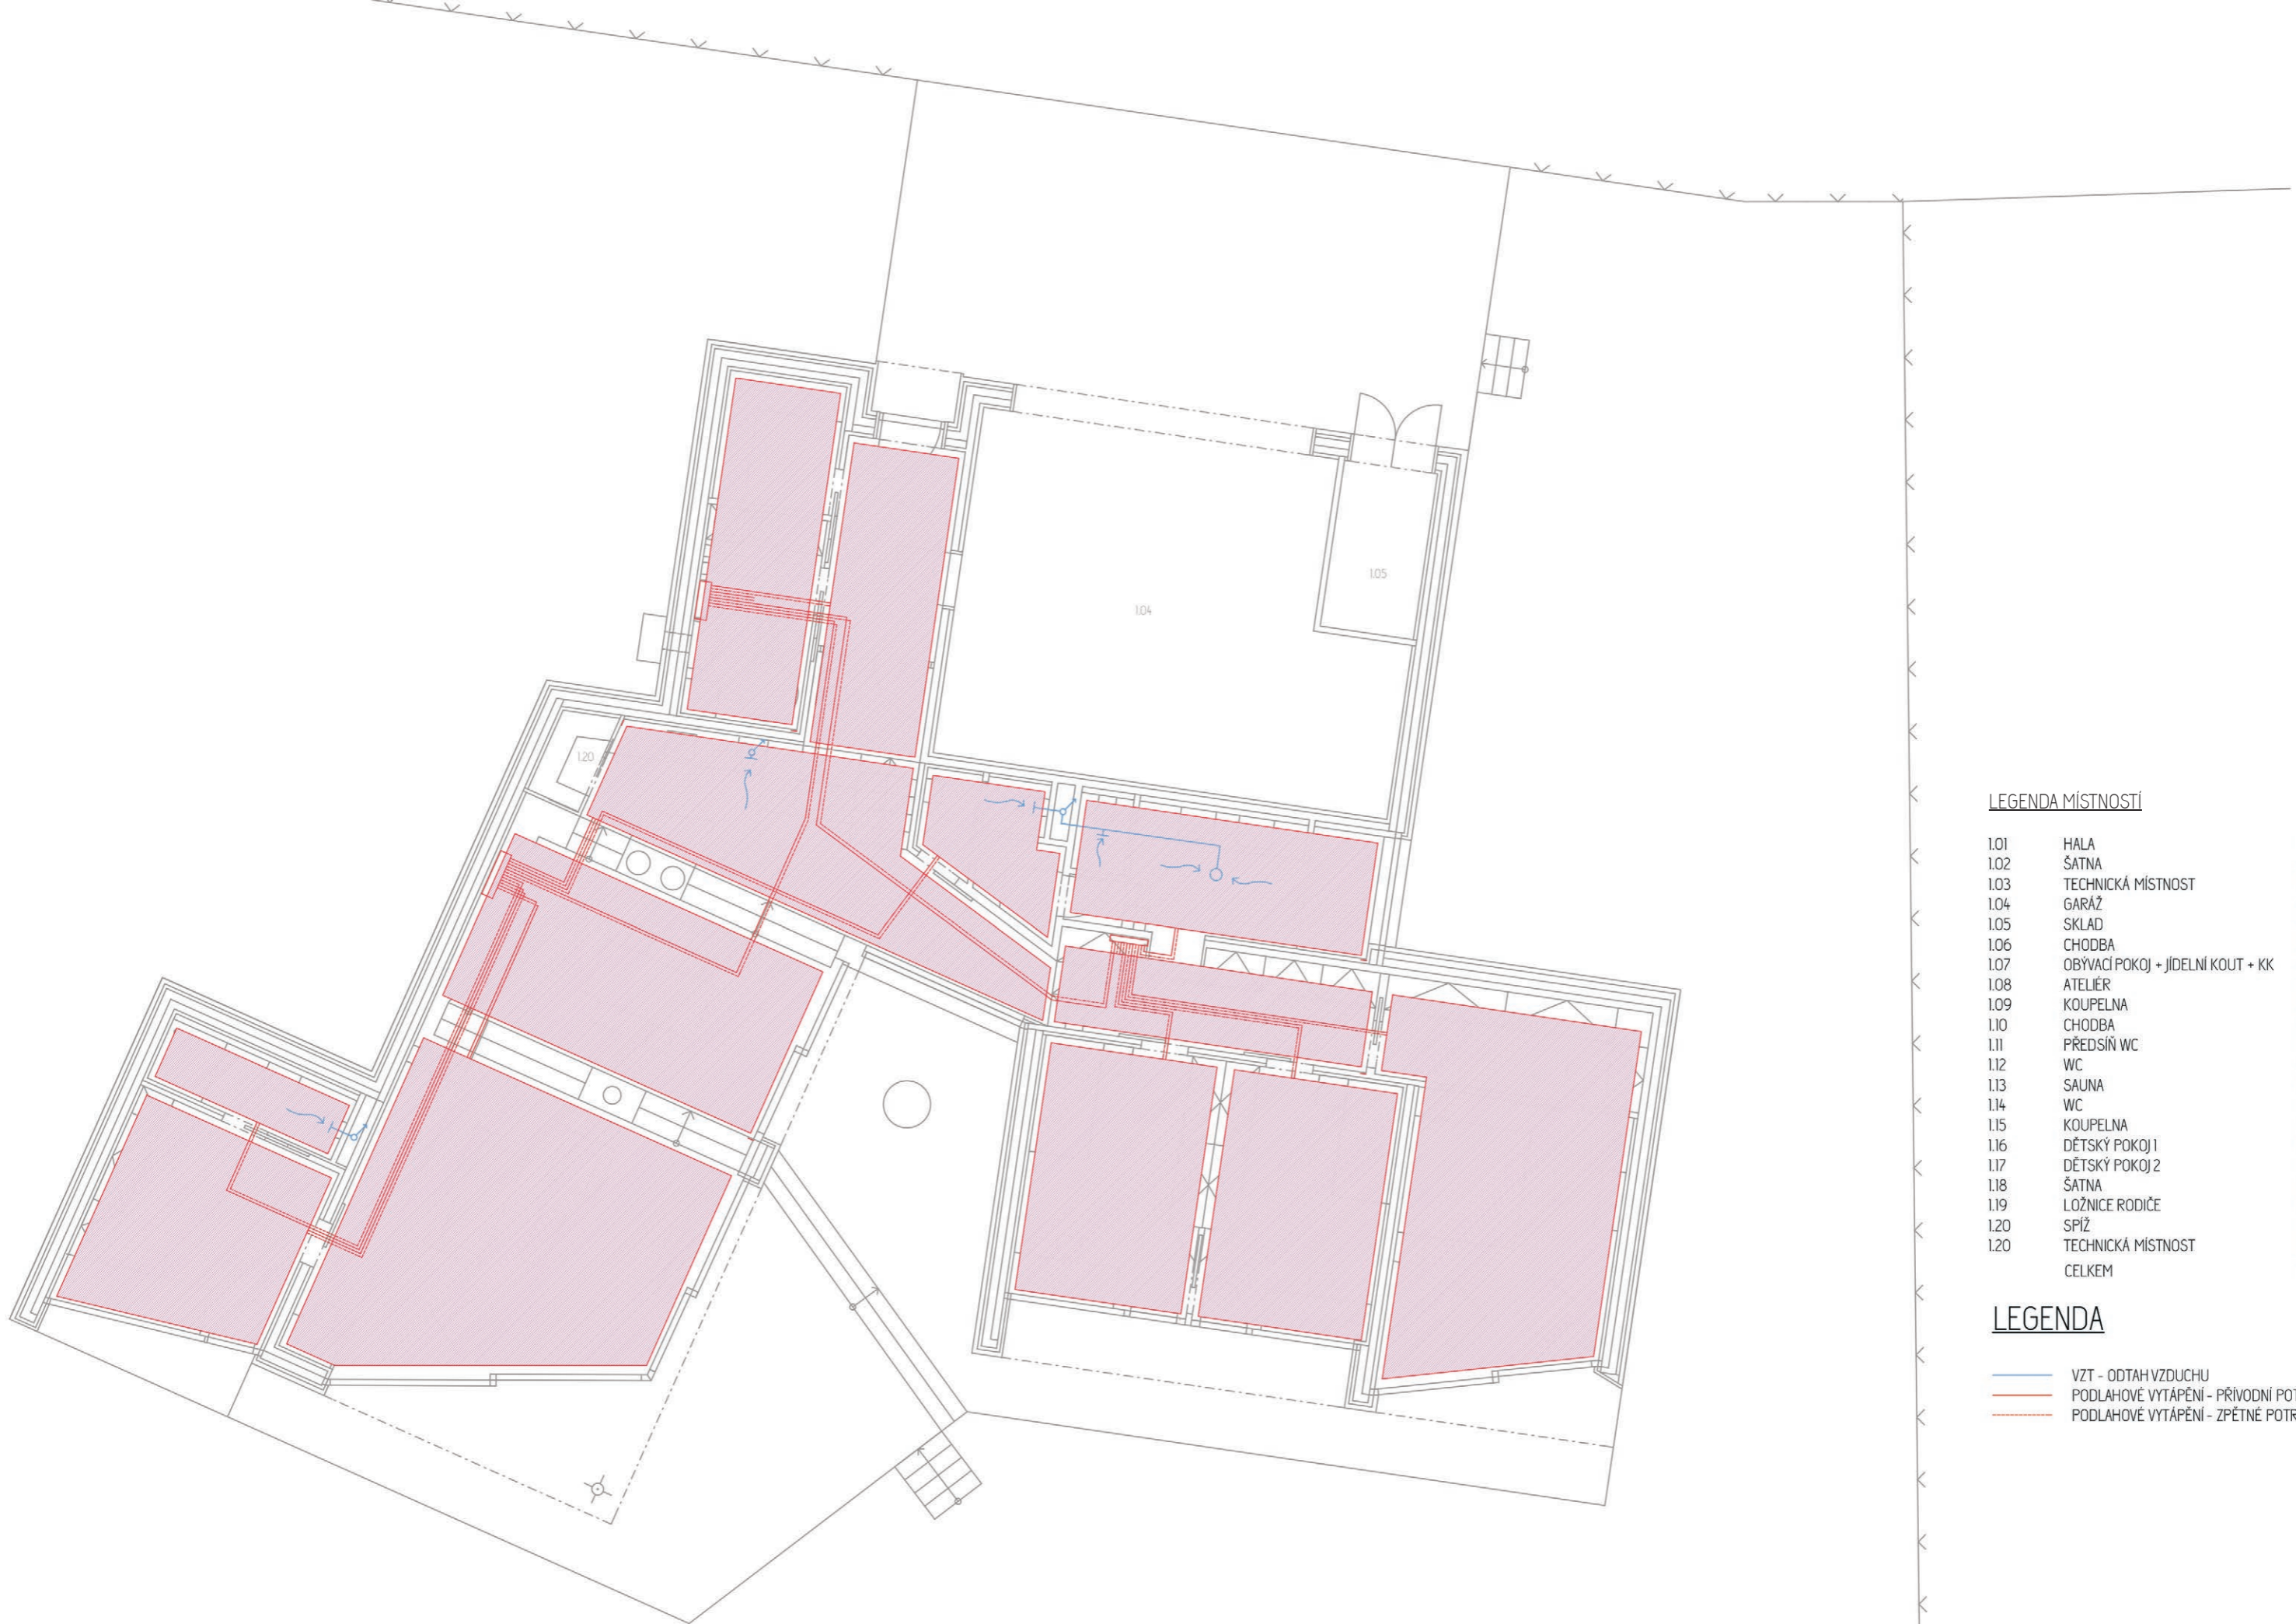 1.05
1.04
1.20
LEGENDA MÍSTNOSTÍ
1.01 HALA
1.02 ŠATNA
1.03 TECHNICKÁ MÍSTNOST
1.04 GARÁŽ
1.05 SKLAD
1.06 CHODBA
1.07 OBÝVACÍ POKOJ + JÍDELNÍ KOUT + KK
1.08 ATELIÉR
1.09 KOUPELNA
1.10 CHODBA
1.11 PŘEDSÍŇ WC
1.12 WC
1.13 SAUNA
1.14 WC
1.15 KOUPELNA
1.16 DĚTSKÝ POKOJ 1
1.17 DĚTSKÝ POKOJ 2
1.18 ŠATNA
1.19 LOŽNICE RODIČE
1.20 SPÍŽ
1.20 TECHNICKÁ MÍSTNOST
CELKEM
LEGENDA
VZT - ODTAH VZDUCHU
PODLAHOVÉ VYTÁPĚNÍ - PŘÍVODNÍ POT
PODLAHOVÉ VYTÁPĚNÍ - ZPĚTNÉ POTR